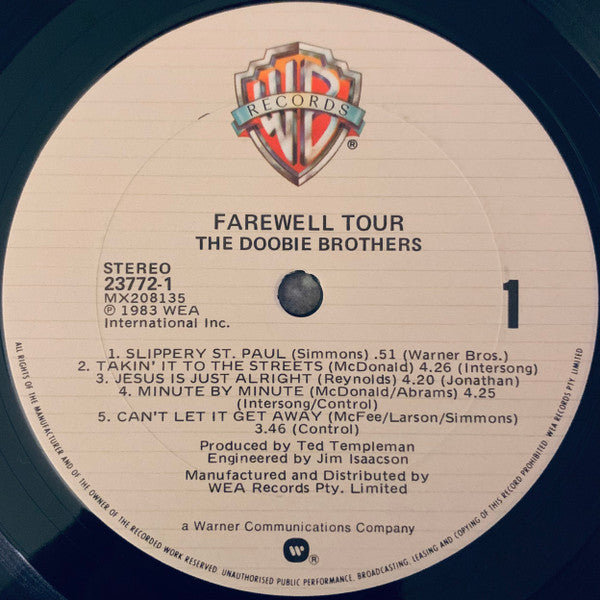 WB
RECORDS
®
FAREWELL TOUR
THE DOOBIE BROTHERS
STEREO
23772-1
MX208135
℗ 1983 WEA
International Inc.
1
1. SLIPPERY ST. PAUL (Simmons) .51 (Warner Bros.)
2. TAKIN' IT TO THE STREETS (McDonald) 4.26 (Intersong)
3. JESUS IS JUST ALRIGHT (Reynolds) 4.20 (Jonathan)
4. MINUTE BY MINUTE (McDonald/Abrams) 4.25
(Intersong/Control)
5. CAN'T LET IT GET AWAY (McFee/Larson/Simmons)
3.46 (Control)
Produced by Ted Templeman
Engineered by Jim Isaacson
Manufactured and Distributed by
WEA Records Pty. Limited
a Warner Communications Company
®
ALL RIGHTS OF THE MANUFACTURER AND OF THE OWNER OF THE RECORDED WORK RESERVED. UNAUTHORISED PUBLIC PERFORMANCE, BROADCASTING, LEASING AND COPYING OF THIS RECORD PROHIBITED. WEA RECORDS PTY. LIMITED